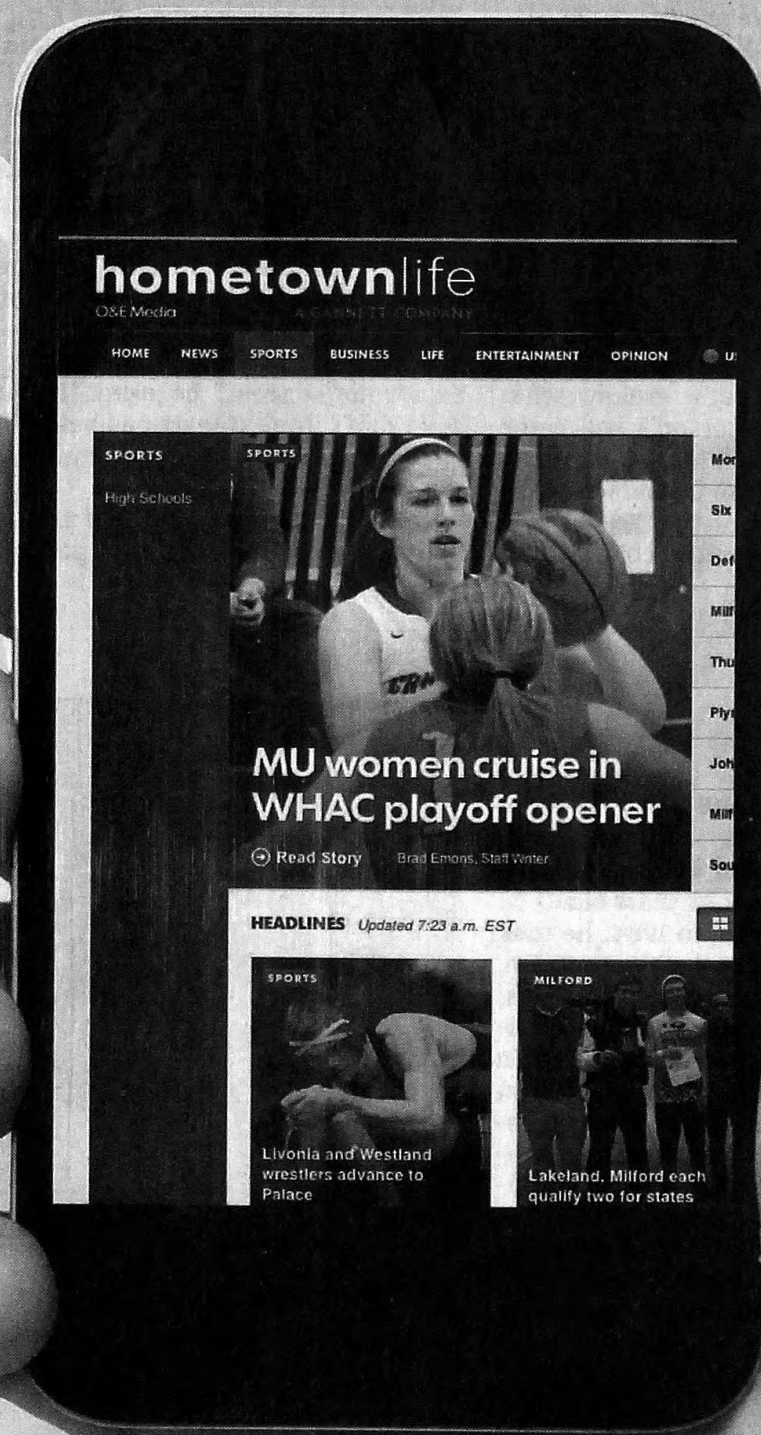 hometownlife
O&E Media A GANNETT COMPANY
HOME NEWS SPORTS BUSINESS LIFE ENTERTAINMENT OPINION
SPORTS
High Schools
SPORTS
MU women cruise in
WHAC playoff opener
Read Story Brad Emons, Staff Writer
Mor
Six
Def
Milf
Thu
Plyr
Joh
Milf
Sou
HEADLINES Updated 7:23 a.m. EST
SPORTS
Livonia and Westland
wrestlers advance to
Palace
MILFORD
Lakeland, Milford each
qualify two for states